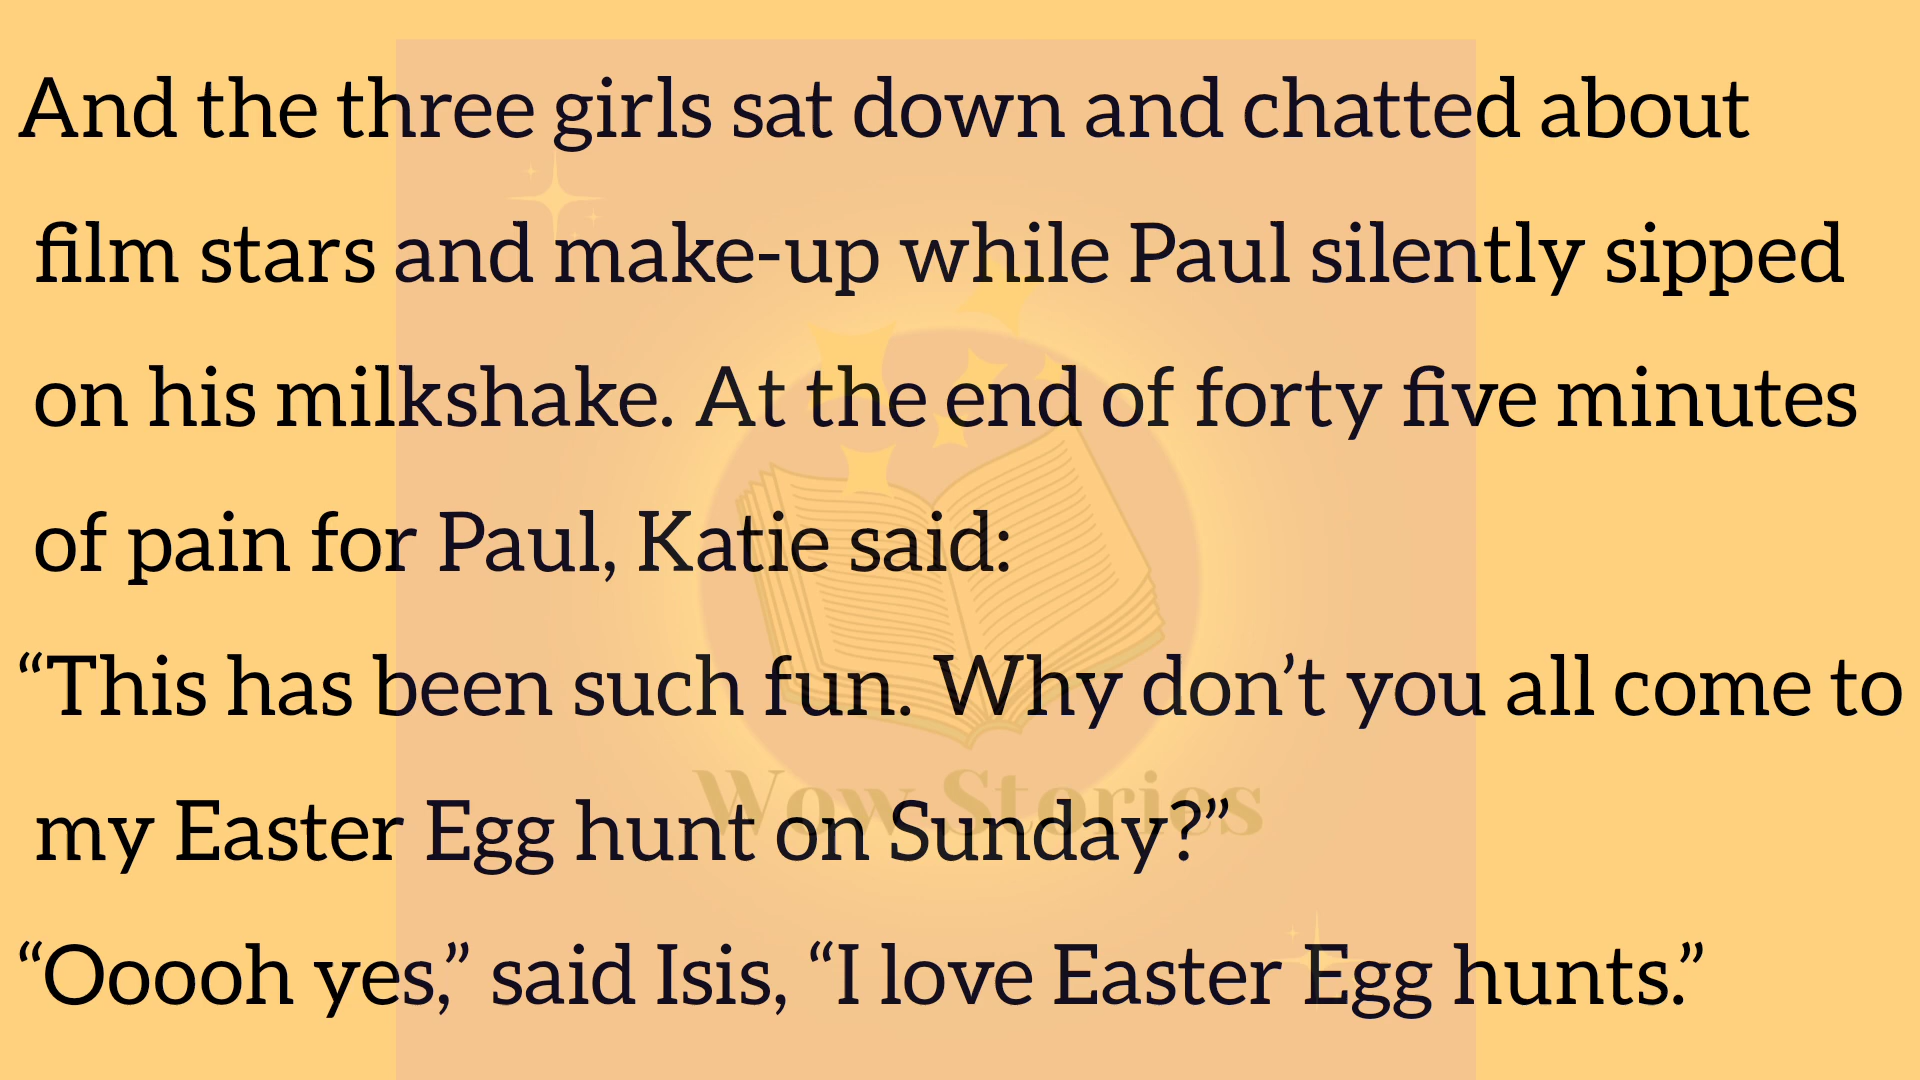 And the three girls sat down and chatted about
film stars and make-up while Paul silently sipped
on his milkshake. At the end of forty five minutes
of pain for Paul, Katie said:
“This has been such fun. Why don’t you all come to
my Easter Egg hunt on Sunday?”
“Ooooh yes,” said Isis, “I love Easter Egg hunts.”
Wow Stories